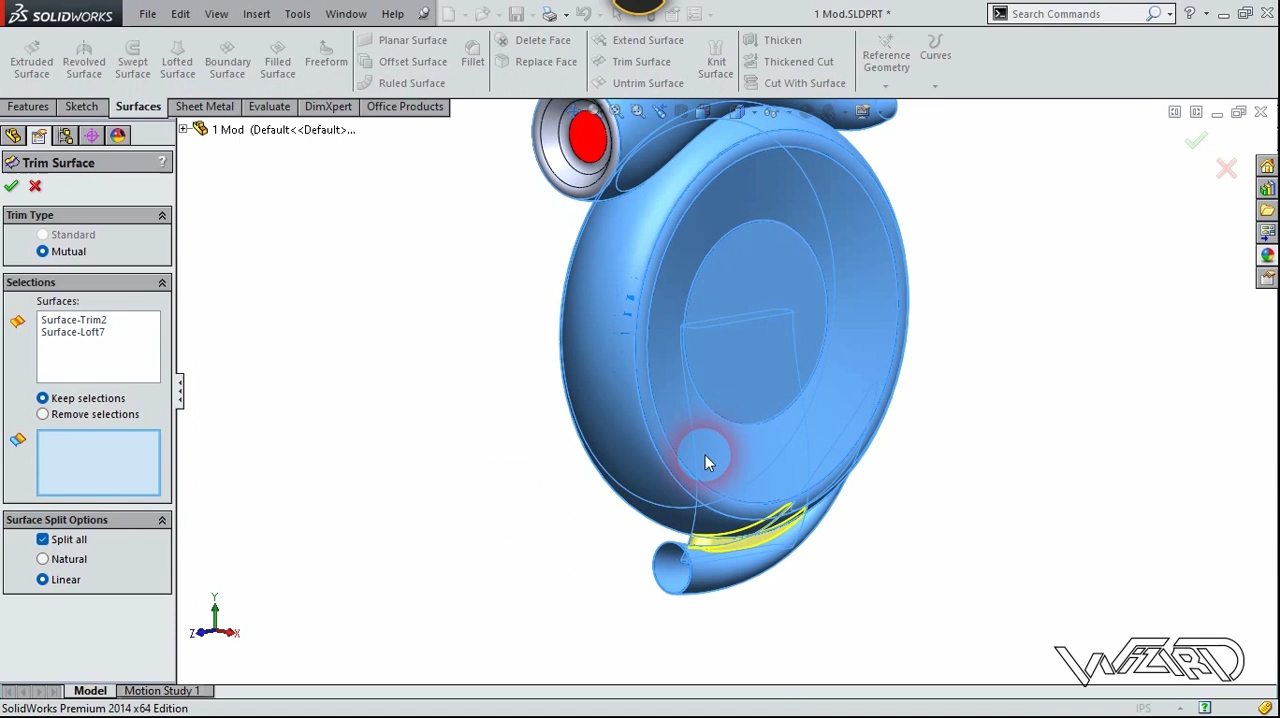 SOLIDWORKS File Edit View Insert Tools Window Help 1 Mod.SLDPRT * Search Commands
Extruded Surface Revolved Surface Swept Surface Lofted Surface Boundary Surface Filled Surface Freeform Planar Surface Offset Surface Ruled Surface Fillet Delete Face Replace Face Extend Surface Trim Surface Untrim Surface Knit Surface Thicken Thickened Cut Cut With Surface Reference Geometry Curves
Features Sketch Surfaces Sheet Metal Evaluate DimXpert Office Products
1 Mod (Default<<Default>...
Trim Surface ?
Trim Type
Standard
Mutual
Selections
Surfaces:
Surface-Trim2
Surface-Loft7
Keep selections
Remove selections
Surface Split Options
Split all
Natural
Linear
Y
Z X
WIZARD
Model Motion Study 1
SolidWorks Premium 2014 x64 Edition IPS ?